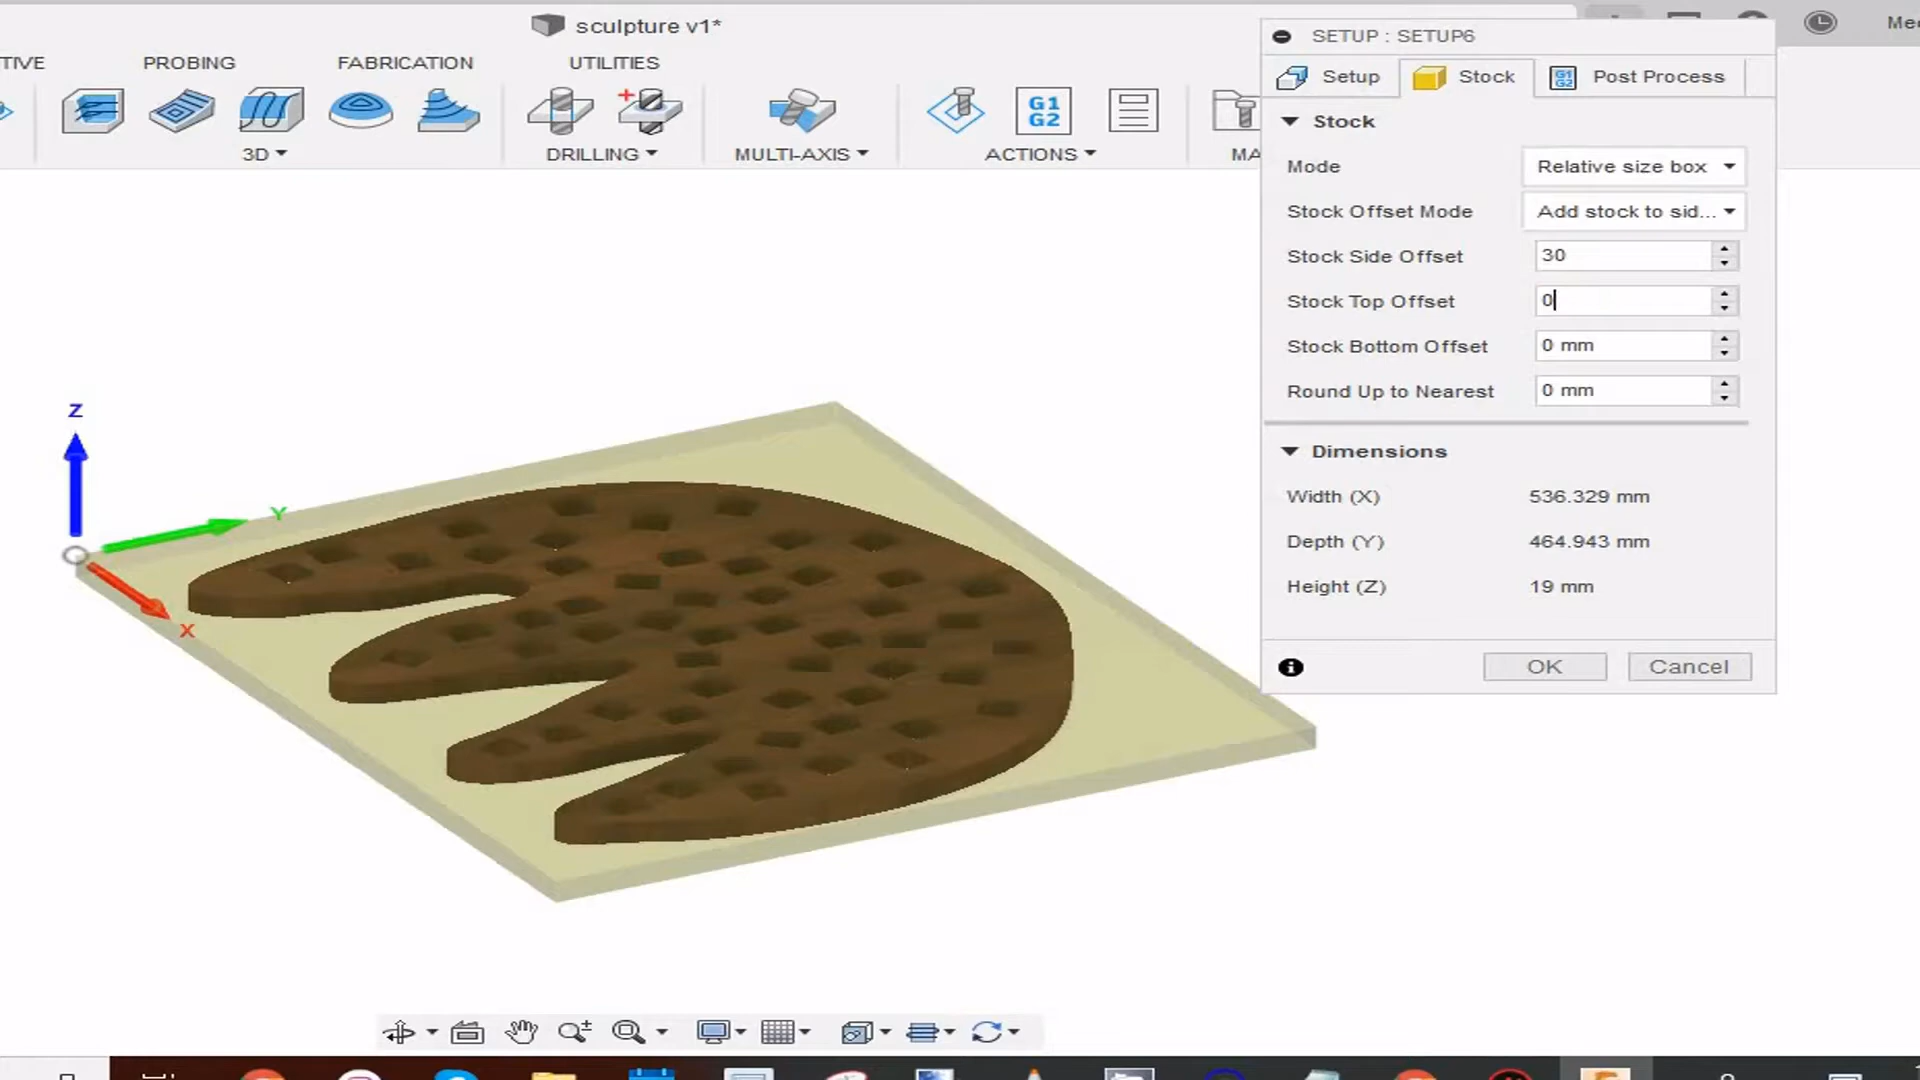 sculpture v1*
TIVE
PROBING
FABRICATION
UTILITIES
G1
G2
3D
DRILLING
MULTI-AXIS
ACTIONS
MA
SETUP : SETUP6
Setup
Stock
G1
G2
Post Process
Stock
Mode
Relative size box
Stock Offset Mode
Add stock to sid...
Stock Side Offset
30
Stock Top Offset
0
Stock Bottom Offset
0 mm
Round Up to Nearest
0 mm
Dimensions
Width (X)
536.329 mm
Depth (Y)
464.943 mm
Height (Z)
19 mm
OK
Cancel
Z
Y
X